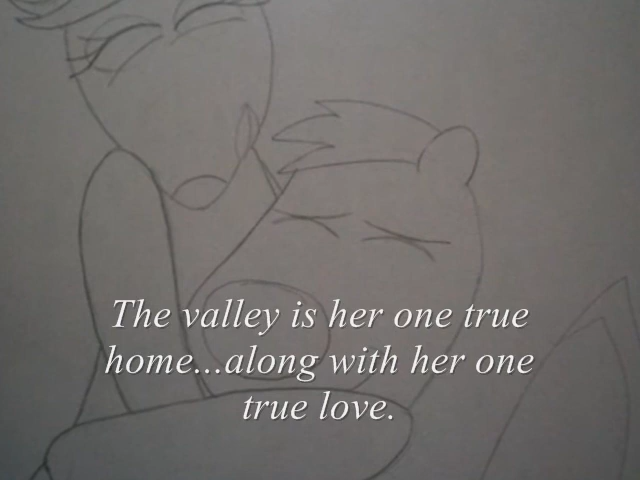 The valley is her one true
home...along with her one
true love.